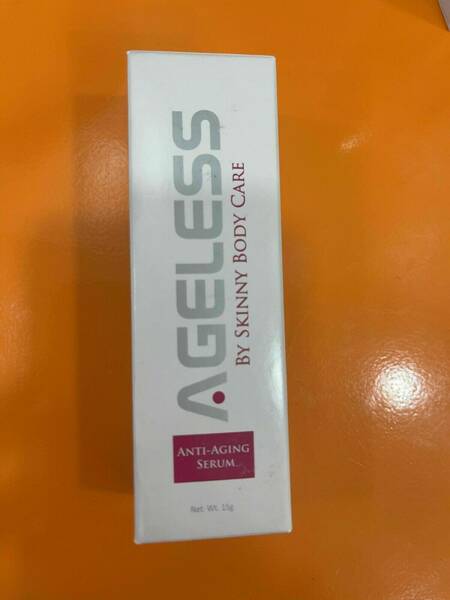 AGELESS
BY SKINNY BODY CARE
ANTI-AGING
SERUM
Net. Wt. 15g